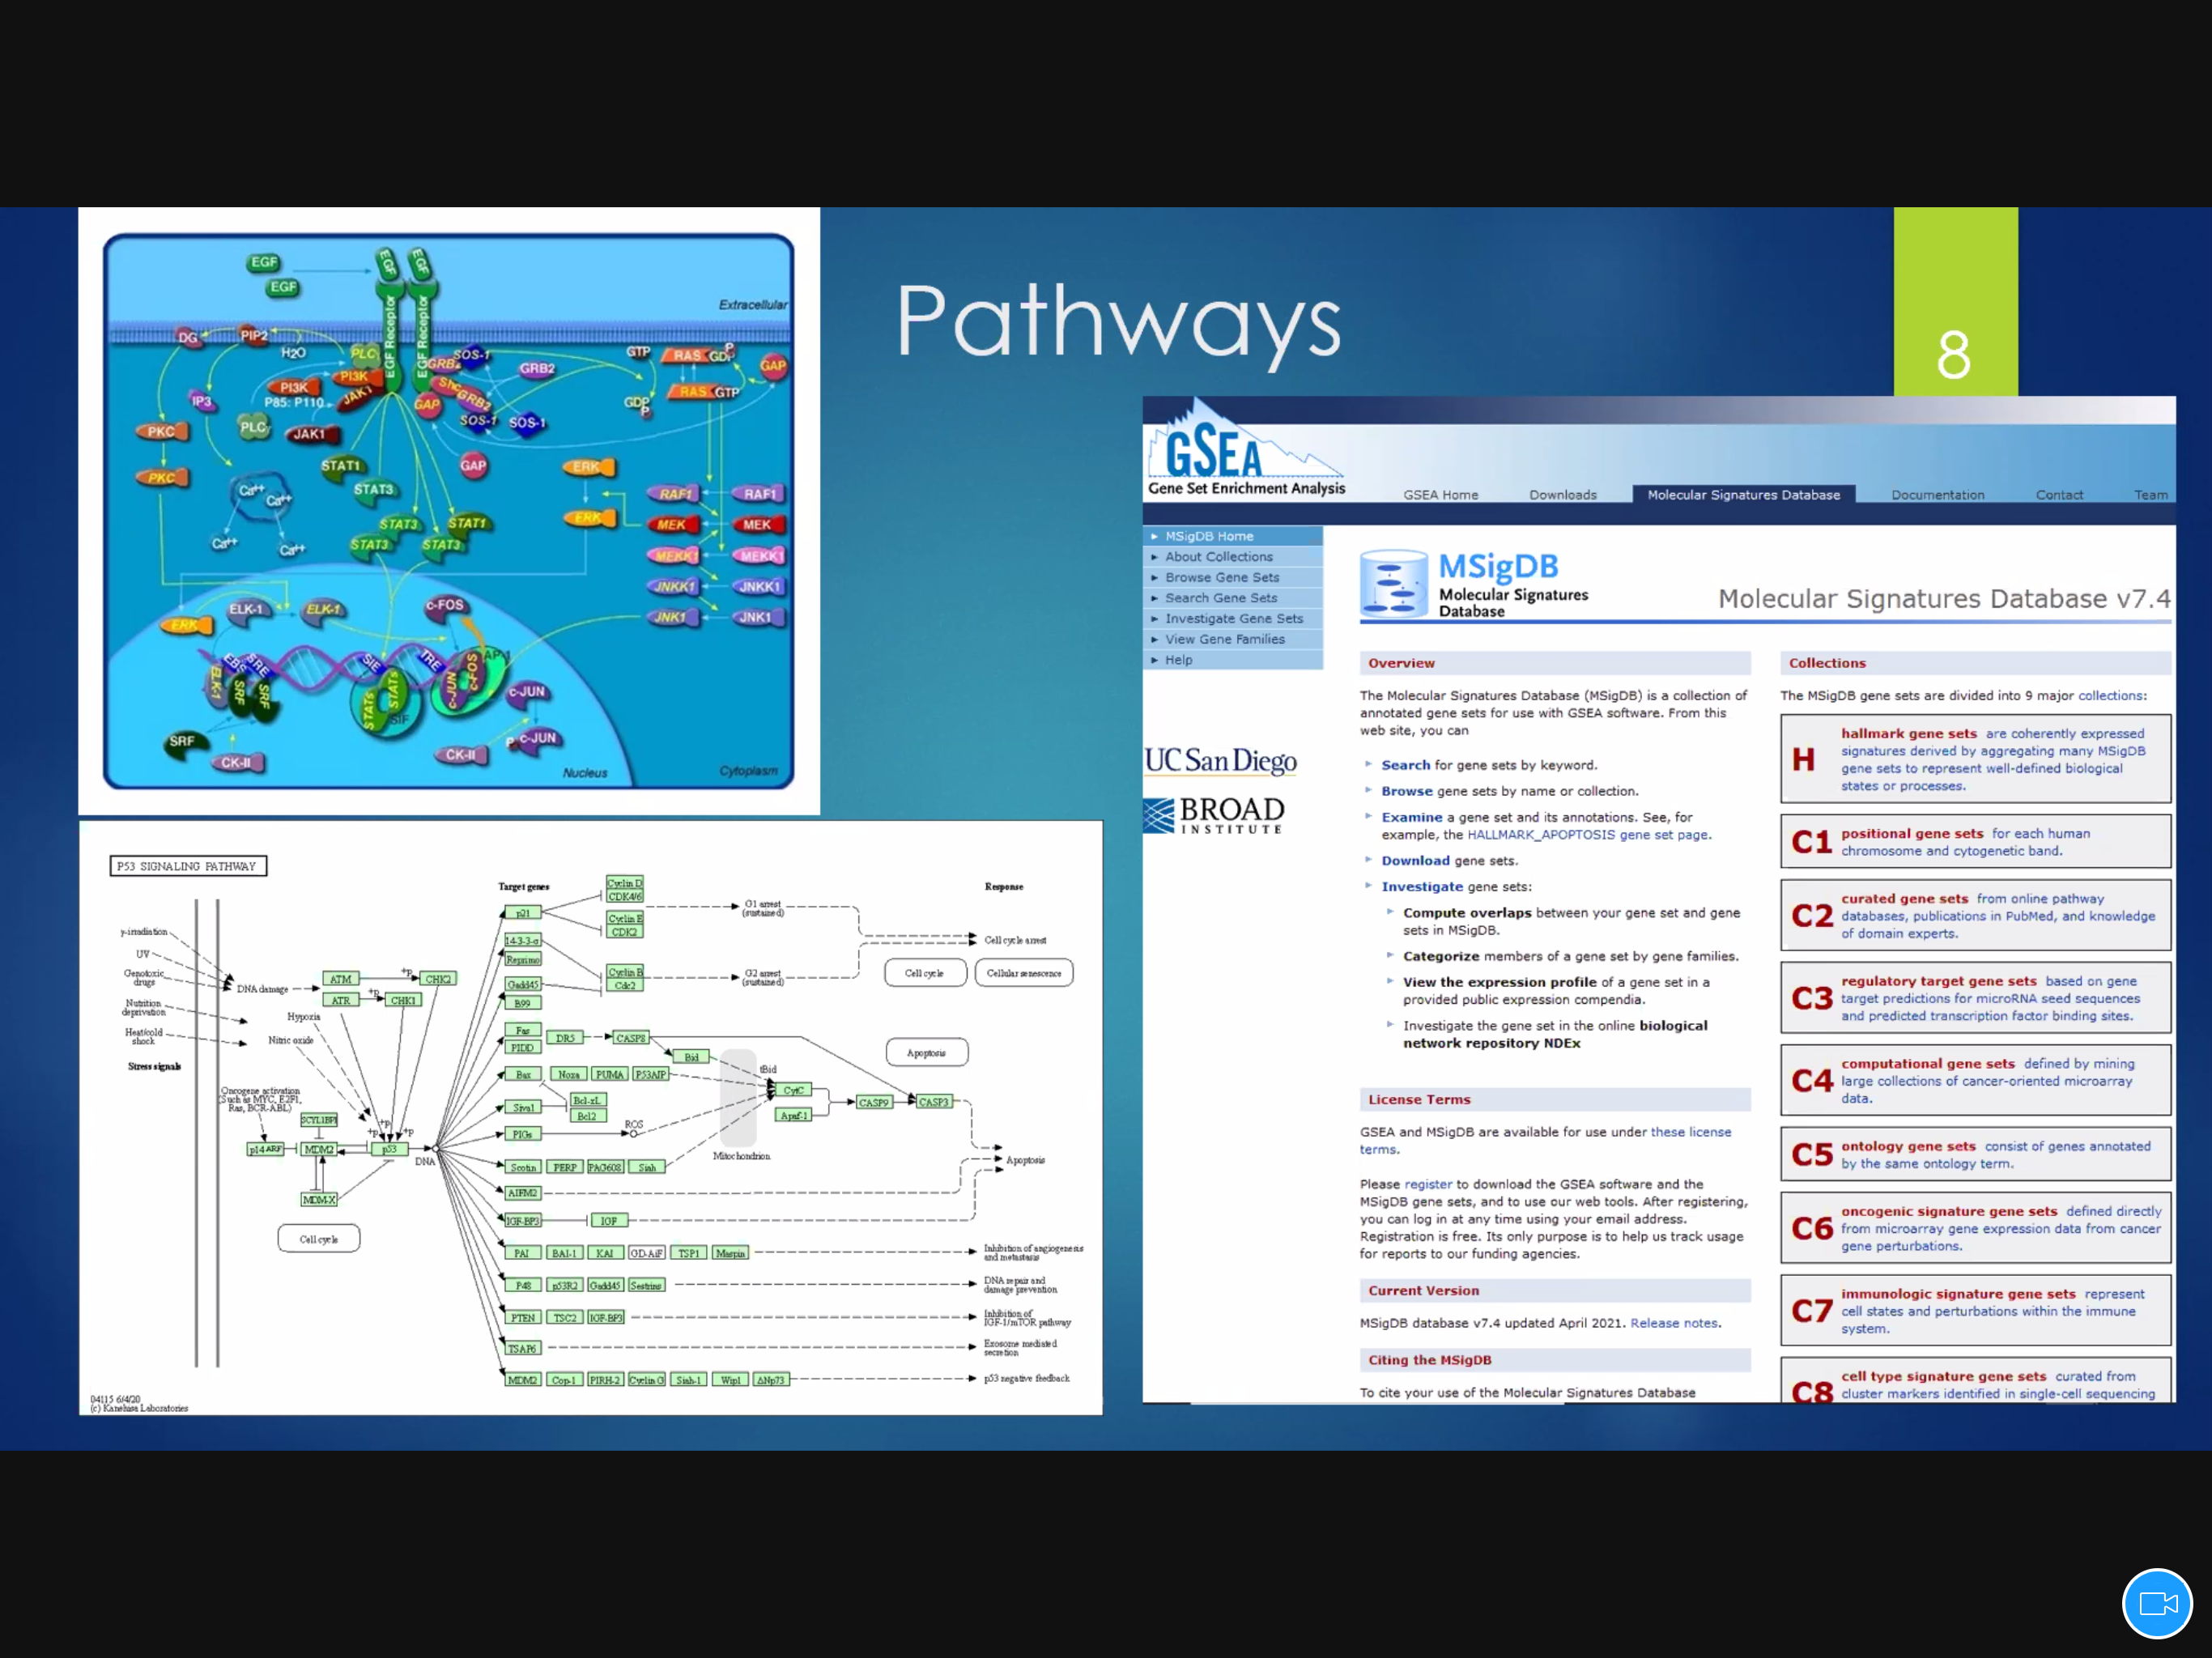 Pathways
8
EGF
EGF
EGF
EGF
EGF Receptor
EGF Receptor
Extracellular
DG
PIP2
H2O
PLC
PI3K
PI3K
P85: P110
JAK1
IP3
PLC
JAK1
GRB2
SOS-1
GRB2
Shc
GRB2
GAP
SOS-1
SOS-1
GTP
RAS GDP
P
GAP
RAS GTP
GDP
P
PKC
PKC
Ca++
Ca++
Ca++
Ca++
STAT1
STAT3
GAP
STAT3
STAT1
STAT3
STAT3
ERK
ERK
RAF1
RAF1
MEK
MEK
MEKK1
MEKK1
JNKK1
JNKK1
JNK1
JNK1
ELK-1
ELK-1
c-FOS
ERK
EBS
SRE
SIE
TRE
AP-1
ELK-1
SRF
SRF
STATs
STATs
SIF
c-JUN
c-FOS
c-JUN
SRF
CK-II
CK-II
P c-JUN
Nucleus
Cytoplasm
P53 SIGNALING PATHWAY
Target genes
Response
γ-irradiation
UV
Genotoxic
drugs
Nutrition
deprivation
Heat/cold
shock
Stress signals
DNA damage
Hypoxia
Nitric oxide
ATM
+p
CHK2
ATR
+p
CHK1
Oncogene activation
(Such as MYC, E2F1,
Ras, BCR-ABL)
SCYL1BP1
p14ARF
MDM2
+p
+p
+p
p53
DNA
MDM-X
Cell cycle
p21
Cyclin D
CDK4/6
Cyclin E
CDK2
G1 arrest
(sustained)
14-3-3-σ
Reprimo
Gadd45
B99
Cyclin B
Cdc2
G2 arrest
(sustained)
Cell cycle arrest
Cell cycle
Cellular senescence
Fas
PIDD
DR5
CASP8
Bid
tBid
Apoptosis
Bax
Noxa
PUMA
P53AIP
CytC
Siva1
Bcl-xL
Bcl2
Apaf-1
CASP9
CASP3
PIGs
ROS
Mitochondrion
Scotin
PERP
PAG608
Siah
Apoptosis
AIFM2
IGF-BP3
IGF
PAI
BAI-1
KAI
GD-AiF
TSP1
Maspin
Inhibition of angiogenesis
and metastasis
P48
p53R2
Gadd45
Sestrins
DNA repair and
damage prevention
PTEN
TSC2
IGF-BP3
Inhibition of
IGF-1/mTOR pathway
TSAP6
Exosome mediated
secretion
MDM2
Cop-1
PIRH-2
Cyclin G
Siah-1
Wip1
ΔNp73
p53 negative feedback
04115 6/4/20
(c) Kanehisa Laboratories
GSEA
Gene Set Enrichment Analysis
GSEA Home
Downloads
Molecular Signatures Database
Documentation
Contact
Team
MSigDB Home
About Collections
Browse Gene Sets
Search Gene Sets
Investigate Gene Sets
View Gene Families
Help
UC San Diego
BROAD
INSTITUTE
MSigDB
Molecular Signatures
Database
Molecular Signatures Database v7.4
Overview
The Molecular Signatures Database (MSigDB) is a collection of
annotated gene sets for use with GSEA software. From this
web site, you can
Search for gene sets by keyword.
Browse gene sets by name or collection.
Examine a gene set and its annotations. See, for
example, the HALLMARK_APOPTOSIS gene set page.
Download gene sets.
Investigate gene sets:
Compute overlaps between your gene set and gene
sets in MSigDB.
Categorize members of a gene set by gene families.
View the expression profile of a gene set in a
provided public expression compendia.
Investigate the gene set in the online biological
network repository NDEx
License Terms
GSEA and MSigDB are available for use under these license
terms.
Please register to download the GSEA software and the
MSigDB gene sets, and to use our web tools. After registering,
you can log in at any time using your email address.
Registration is free. Its only purpose is to help us track usage
for reports to our funding agencies.
Current Version
MSigDB database v7.4 updated April 2021. Release notes.
Citing the MSigDB
To cite your use of the Molecular Signatures Database
Collections
The MSigDB gene sets are divided into 9 major collections:
H
hallmark gene sets are coherently expressed
signatures derived by aggregating many MSigDB
gene sets to represent well-defined biological
states or processes.
C1
positional gene sets for each human
chromosome and cytogenetic band.
C2
curated gene sets from online pathway
databases, publications in PubMed, and knowledge
of domain experts.
C3
regulatory target gene sets based on gene
target predictions for microRNA seed sequences
and predicted transcription factor binding sites.
C4
computational gene sets defined by mining
large collections of cancer-oriented microarray
data.
C5
ontology gene sets consist of genes annotated
by the same ontology term.
C6
oncogenic signature gene sets defined directly
from microarray gene expression data from cancer
gene perturbations.
C7
immunologic signature gene sets represent
cell states and perturbations within the immune
system.
C8
cell type signature gene sets curated from
cluster markers identified in single-cell sequencing